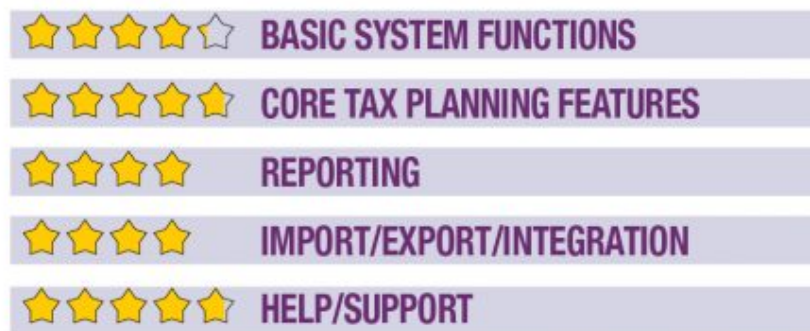 BASIC SYSTEM FUNCTIONS
CORE TAX PLANNING FEATURES
REPORTING
IMPORT/EXPORT/INTEGRATION
HELP/SUPPORT